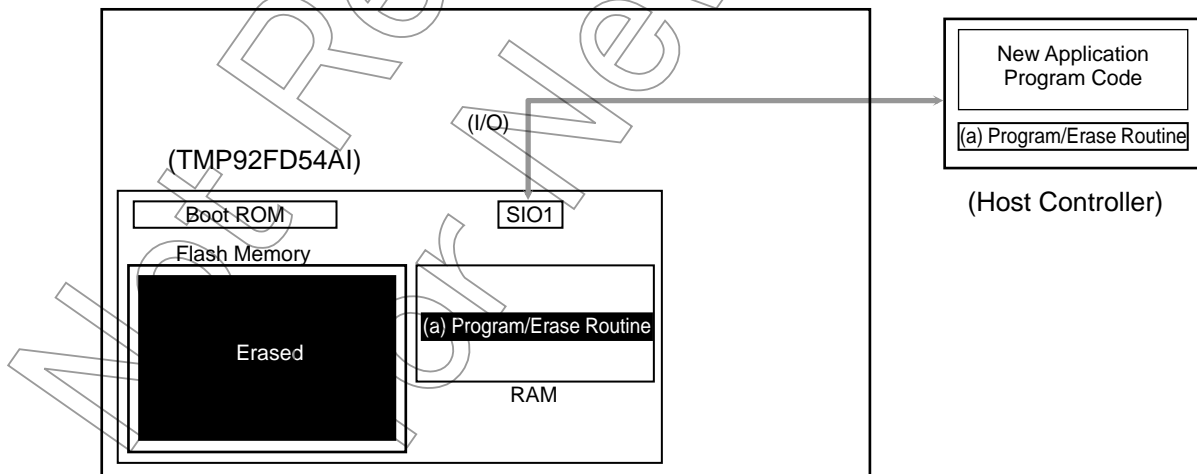 New Application
Program Code
(I/O)
(a) Program/Erase Routine
(TMP92FD54AI)
(Host Controller)
Boot ROM
SIO1
Flash Memory
(a) Program/Erase Routine
Erased
RAM